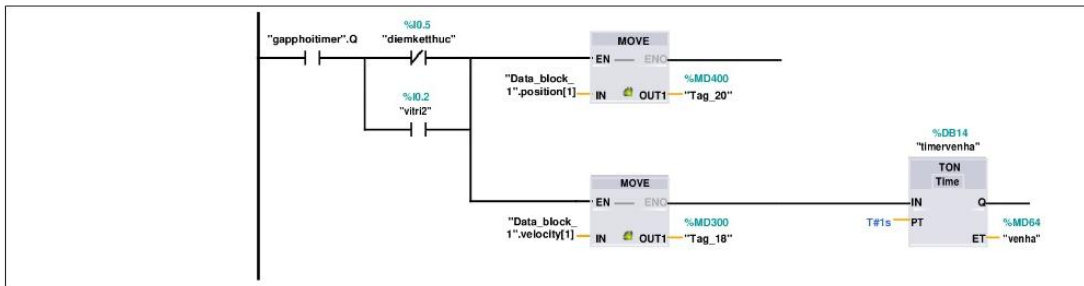 %I0.5
"gapphoitimer".Q
"diemketthuc"
MOVE
EN
ENO
"Data_block_
1".position[1]
IN
OUT1
%MD400
"Tag_20"
%I0.2
"vitri2"
%DB14
"timervenha"
TON
Time
MOVE
EN
ENO
IN
Q
"Data_block_
1".velocity[1]
IN
OUT1
%MD300
"Tag_18"
T#1s
PT
%MD64
ET
"venha"